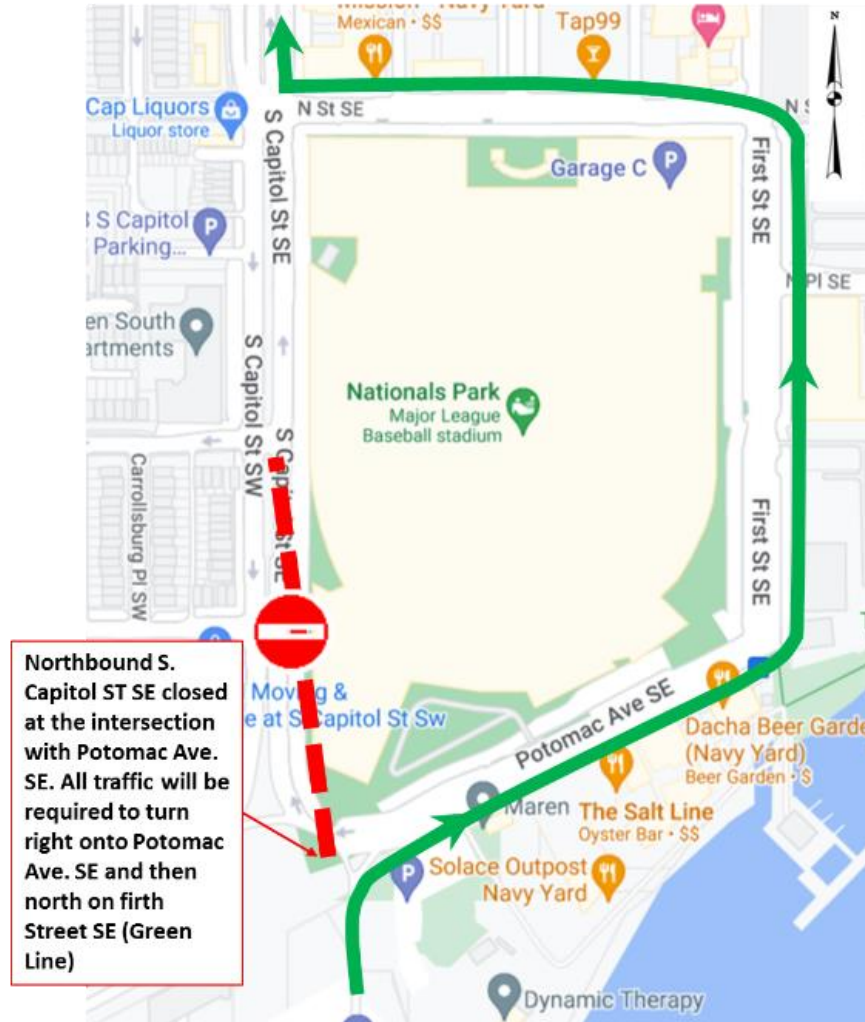 Mission - Navy Yard
Mexican • $$
Tap99
N
Cap Liquors
Liquor store
N St SE
N S
S Capitol St SE
Garage C
P
First St SE
S Capitol
Parking...
P
N Pl SE
en South
artments
S Capitol St SW
S Capitol St SE
Nationals Park
Major League
Baseball stadium
Carrollsburg Pl SW
First St SE
Northbound S.
Capitol ST SE closed
at the intersection
with Potomac Ave.
SE. All traffic will be
required to turn
right onto Potomac
Ave. SE and then
north on firth
Street SE (Green
Line)
Moving &
e at S Capitol St Sw
Potomac Ave SE
Dacha Beer Garde
(Navy Yard)
Beer Garden • $
Maren
The Salt Line
Oyster Bar • $$
P
Solace Outpost
Navy Yard
Dynamic Therapy